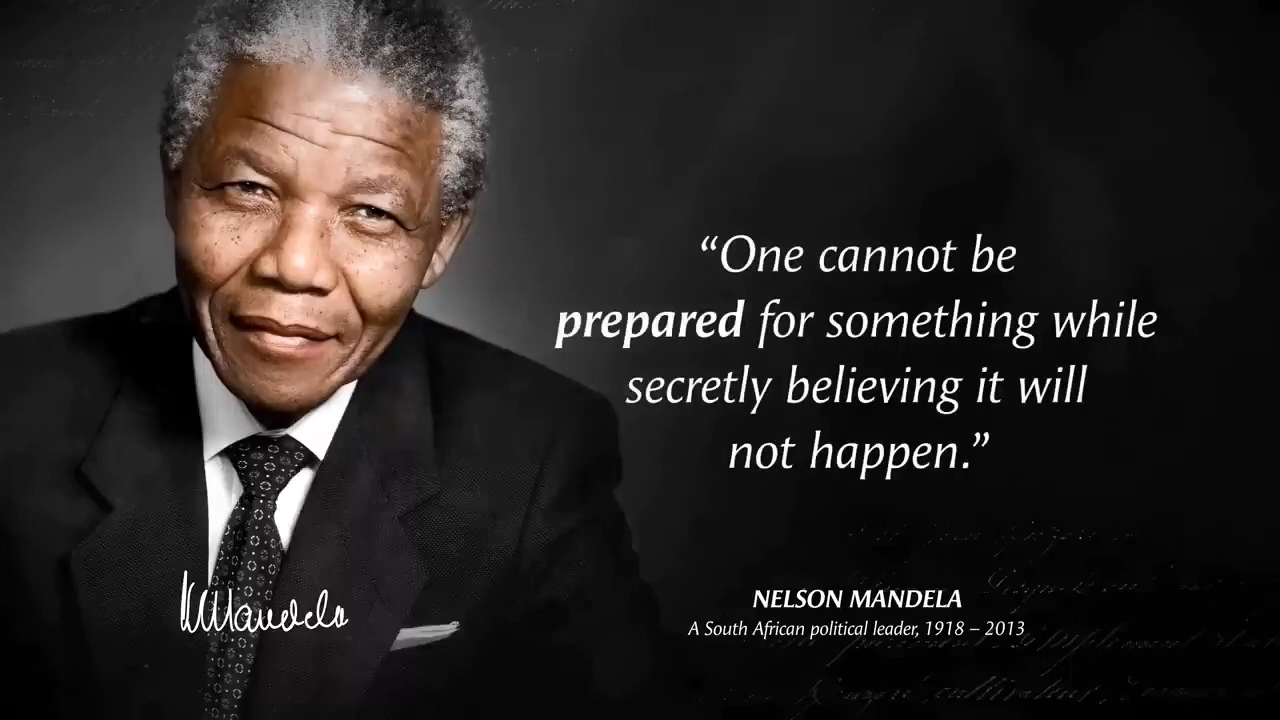 “One cannot be
prepared for something while
secretly believing it will
not happen.”
NMandela
NELSON MANDELA
A South African political leader, 1918 – 2013